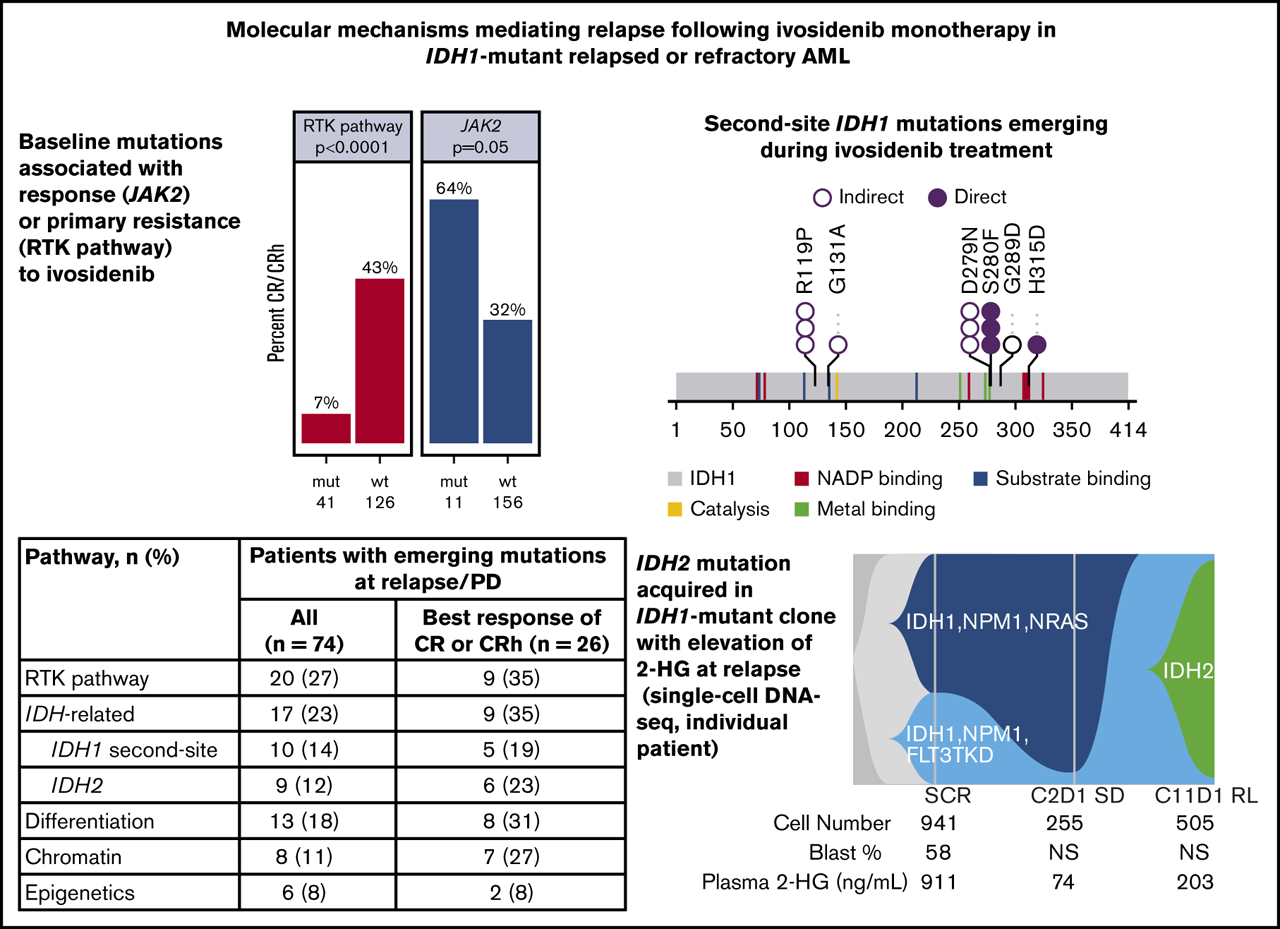 Molecular mechanisms mediating relapse following ivosidenib monotherapy in
IDH1-mutant relapsed or refractory AML
Baseline mutations
associated with
response (JAK2)
or primary resistance
(RTK pathway)
to ivosidenib
Percent CR/CRh
RTK pathway
p<0.0001
7%
43%
mut
41
wt
126
JAK2
p=0.05
64%
32%
mut
11
wt
156
Second-site IDH1 mutations emerging
during ivosidenib treatment
Indirect Direct
R119P
G131A
D279N
S280F
G289D
H315D
1 50 100 150 200 250 300 350 414
IDH1 NADP binding Substrate binding
Catalysis Metal binding
Pathway, n (%)
Patients with emerging mutations
at relapse/PD
All
(n = 74)
Best response of
CR or CRh (n = 26)
RTK pathway 20 (27) 9 (35)
IDH-related 17 (23) 9 (35)
IDH1 second-site 10 (14) 5 (19)
IDH2 9 (12) 6 (23)
Differentiation 13 (18) 8 (31)
Chromatin 8 (11) 7 (27)
Epigenetics 6 (8) 2 (8)
IDH2 mutation
acquired in
IDH1-mutant clone
with elevation of
2-HG at relapse
(single-cell DNA-
seq, individual
patient)
IDH1,NPM1,NRAS
IDH2
IDH1,NPM1,
FLT3TKD
SCR C2D1 SD C11D1 RL
Cell Number 941 255 505
Blast % 58 NS NS
Plasma 2-HG (ng/mL) 911 74 203